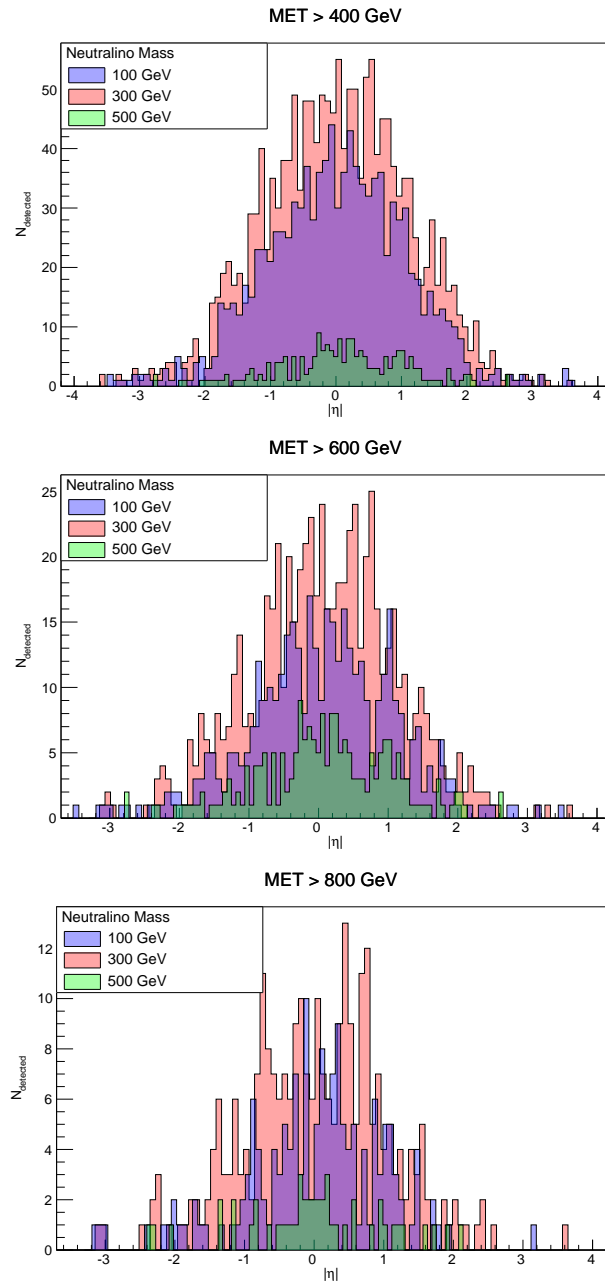 MET > 400 GeV
Neutralino Mass
100 GeV
300 GeV
500 GeV
N_detected
50
40
30
20
10
0
-4 -3 -2 -1 0 1 2 3 4
|η|
MET > 600 GeV
Neutralino Mass
100 GeV
300 GeV
500 GeV
N_detected
25
20
15
10
5
0
-3 -2 -1 0 1 2 3 4
|η|
MET > 800 GeV
Neutralino Mass
100 GeV
300 GeV
500 GeV
N_detected
12
10
8
6
4
2
0
-3 -2 -1 0 1 2 3 4
|η|